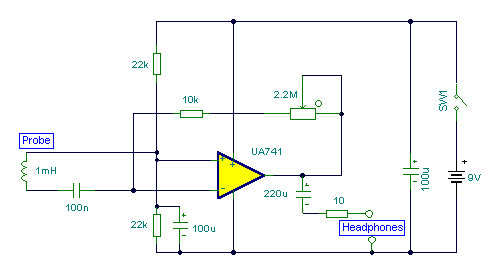 22k
2.2M
10k
SW1
Probe
UA741
1mH
100n
220u
10
100u
9V
22k
100u
Headphones